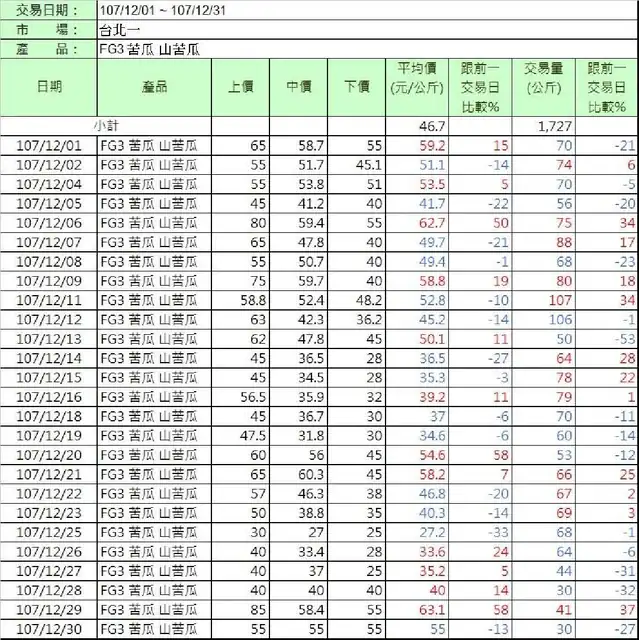 交易日期： 107/12/01 ~ 107/12/31
市 場： 台北一
產 品： FG3 苦瓜 山苦瓜
日期 產品 上價 中價 下價 平均價(元/公斤) 跟前一交易日比較% 交易量(公斤) 跟前一交易日比較%
小計 46.7 1,727
107/12/01 FG3 苦瓜 山苦瓜 65 58.7 55 59.2 15 70 -21
107/12/02 FG3 苦瓜 山苦瓜 55 51.7 45.1 51.1 -14 74 6
107/12/04 FG3 苦瓜 山苦瓜 55 53.8 51 53.5 5 70 -5
107/12/05 FG3 苦瓜 山苦瓜 45 41.2 40 41.7 -22 56 -20
107/12/06 FG3 苦瓜 山苦瓜 80 59.4 55 62.7 50 75 34
107/12/07 FG3 苦瓜 山苦瓜 65 47.8 40 49.7 -21 88 17
107/12/08 FG3 苦瓜 山苦瓜 55 50.7 40 49.4 -1 68 -23
107/12/09 FG3 苦瓜 山苦瓜 75 59.7 40 58.8 19 80 18
107/12/11 FG3 苦瓜 山苦瓜 58.8 52.4 48.2 52.8 -10 107 34
107/12/12 FG3 苦瓜 山苦瓜 63 42.3 36.2 45.2 -14 106 -1
107/12/13 FG3 苦瓜 山苦瓜 62 47.8 45 50.1 11 50 -53
107/12/14 FG3 苦瓜 山苦瓜 45 36.5 28 36.5 -27 64 28
107/12/15 FG3 苦瓜 山苦瓜 45 34.5 28 35.3 -3 78 22
107/12/16 FG3 苦瓜 山苦瓜 56.5 35.9 32 39.2 11 79 1
107/12/18 FG3 苦瓜 山苦瓜 45 36.7 30 37 -6 70 -11
107/12/19 FG3 苦瓜 山苦瓜 47.5 31.8 30 34.6 -6 60 -14
107/12/20 FG3 苦瓜 山苦瓜 60 56 45 54.6 58 53 -12
107/12/21 FG3 苦瓜 山苦瓜 65 60.3 45 58.2 7 66 25
107/12/22 FG3 苦瓜 山苦瓜 57 46.3 38 46.8 -20 67 2
107/12/23 FG3 苦瓜 山苦瓜 50 38.8 35 40.3 -14 69 3
107/12/25 FG3 苦瓜 山苦瓜 30 27 25 27.2 -33 68 -1
107/12/26 FG3 苦瓜 山苦瓜 40 33.4 28 33.6 24 64 -6
107/12/27 FG3 苦瓜 山苦瓜 40 37 25 35.2 5 44 -31
107/12/28 FG3 苦瓜 山苦瓜 40 40 40 40 14 30 -32
107/12/29 FG3 苦瓜 山苦瓜 85 58.4 55 63.1 58 41 37
107/12/30 FG3 苦瓜 山苦瓜 55 55 55 55 -13 30 -27